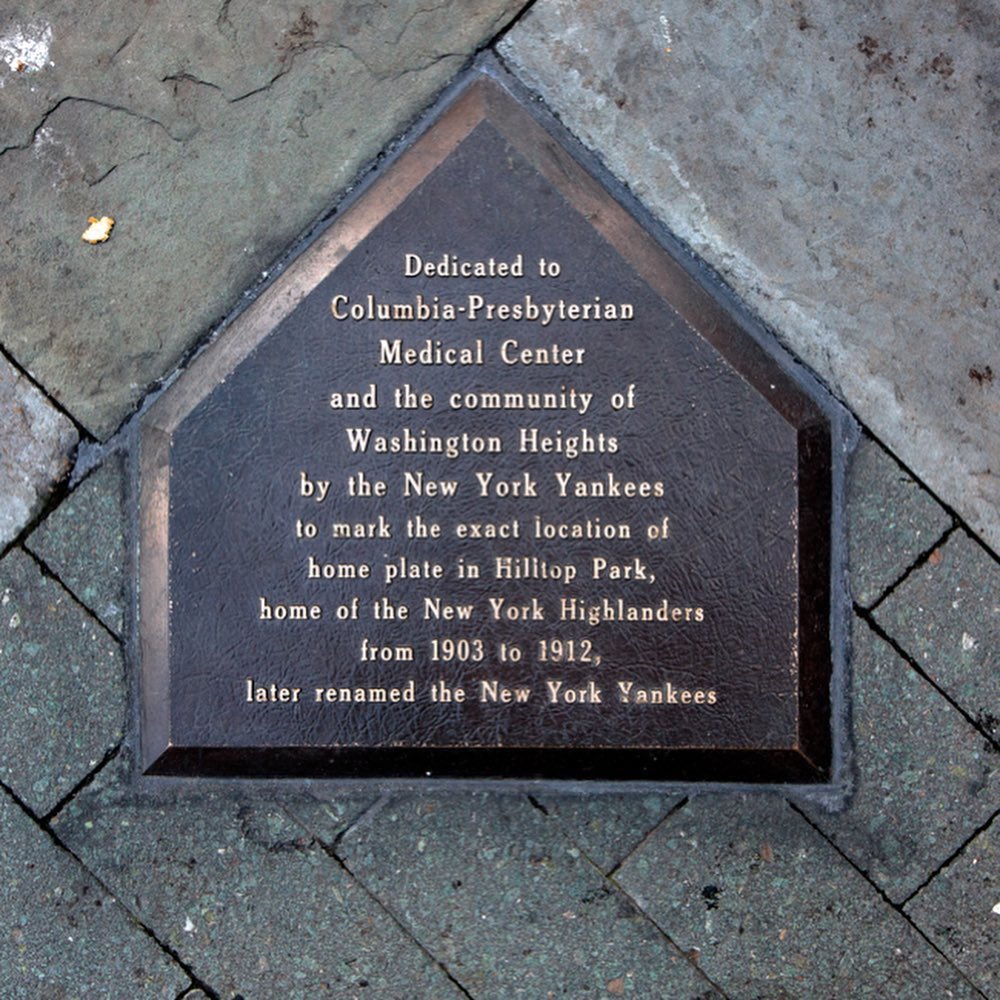 Dedicated to
Columbia-Presbyterian
Medical Center
and the community of
Washington Heights
by the New York Yankees
to mark the exact location of
home plate in Hilltop Park,
home of the New York Highlanders
from 1903 to 1912,
later renamed the New York Yankees